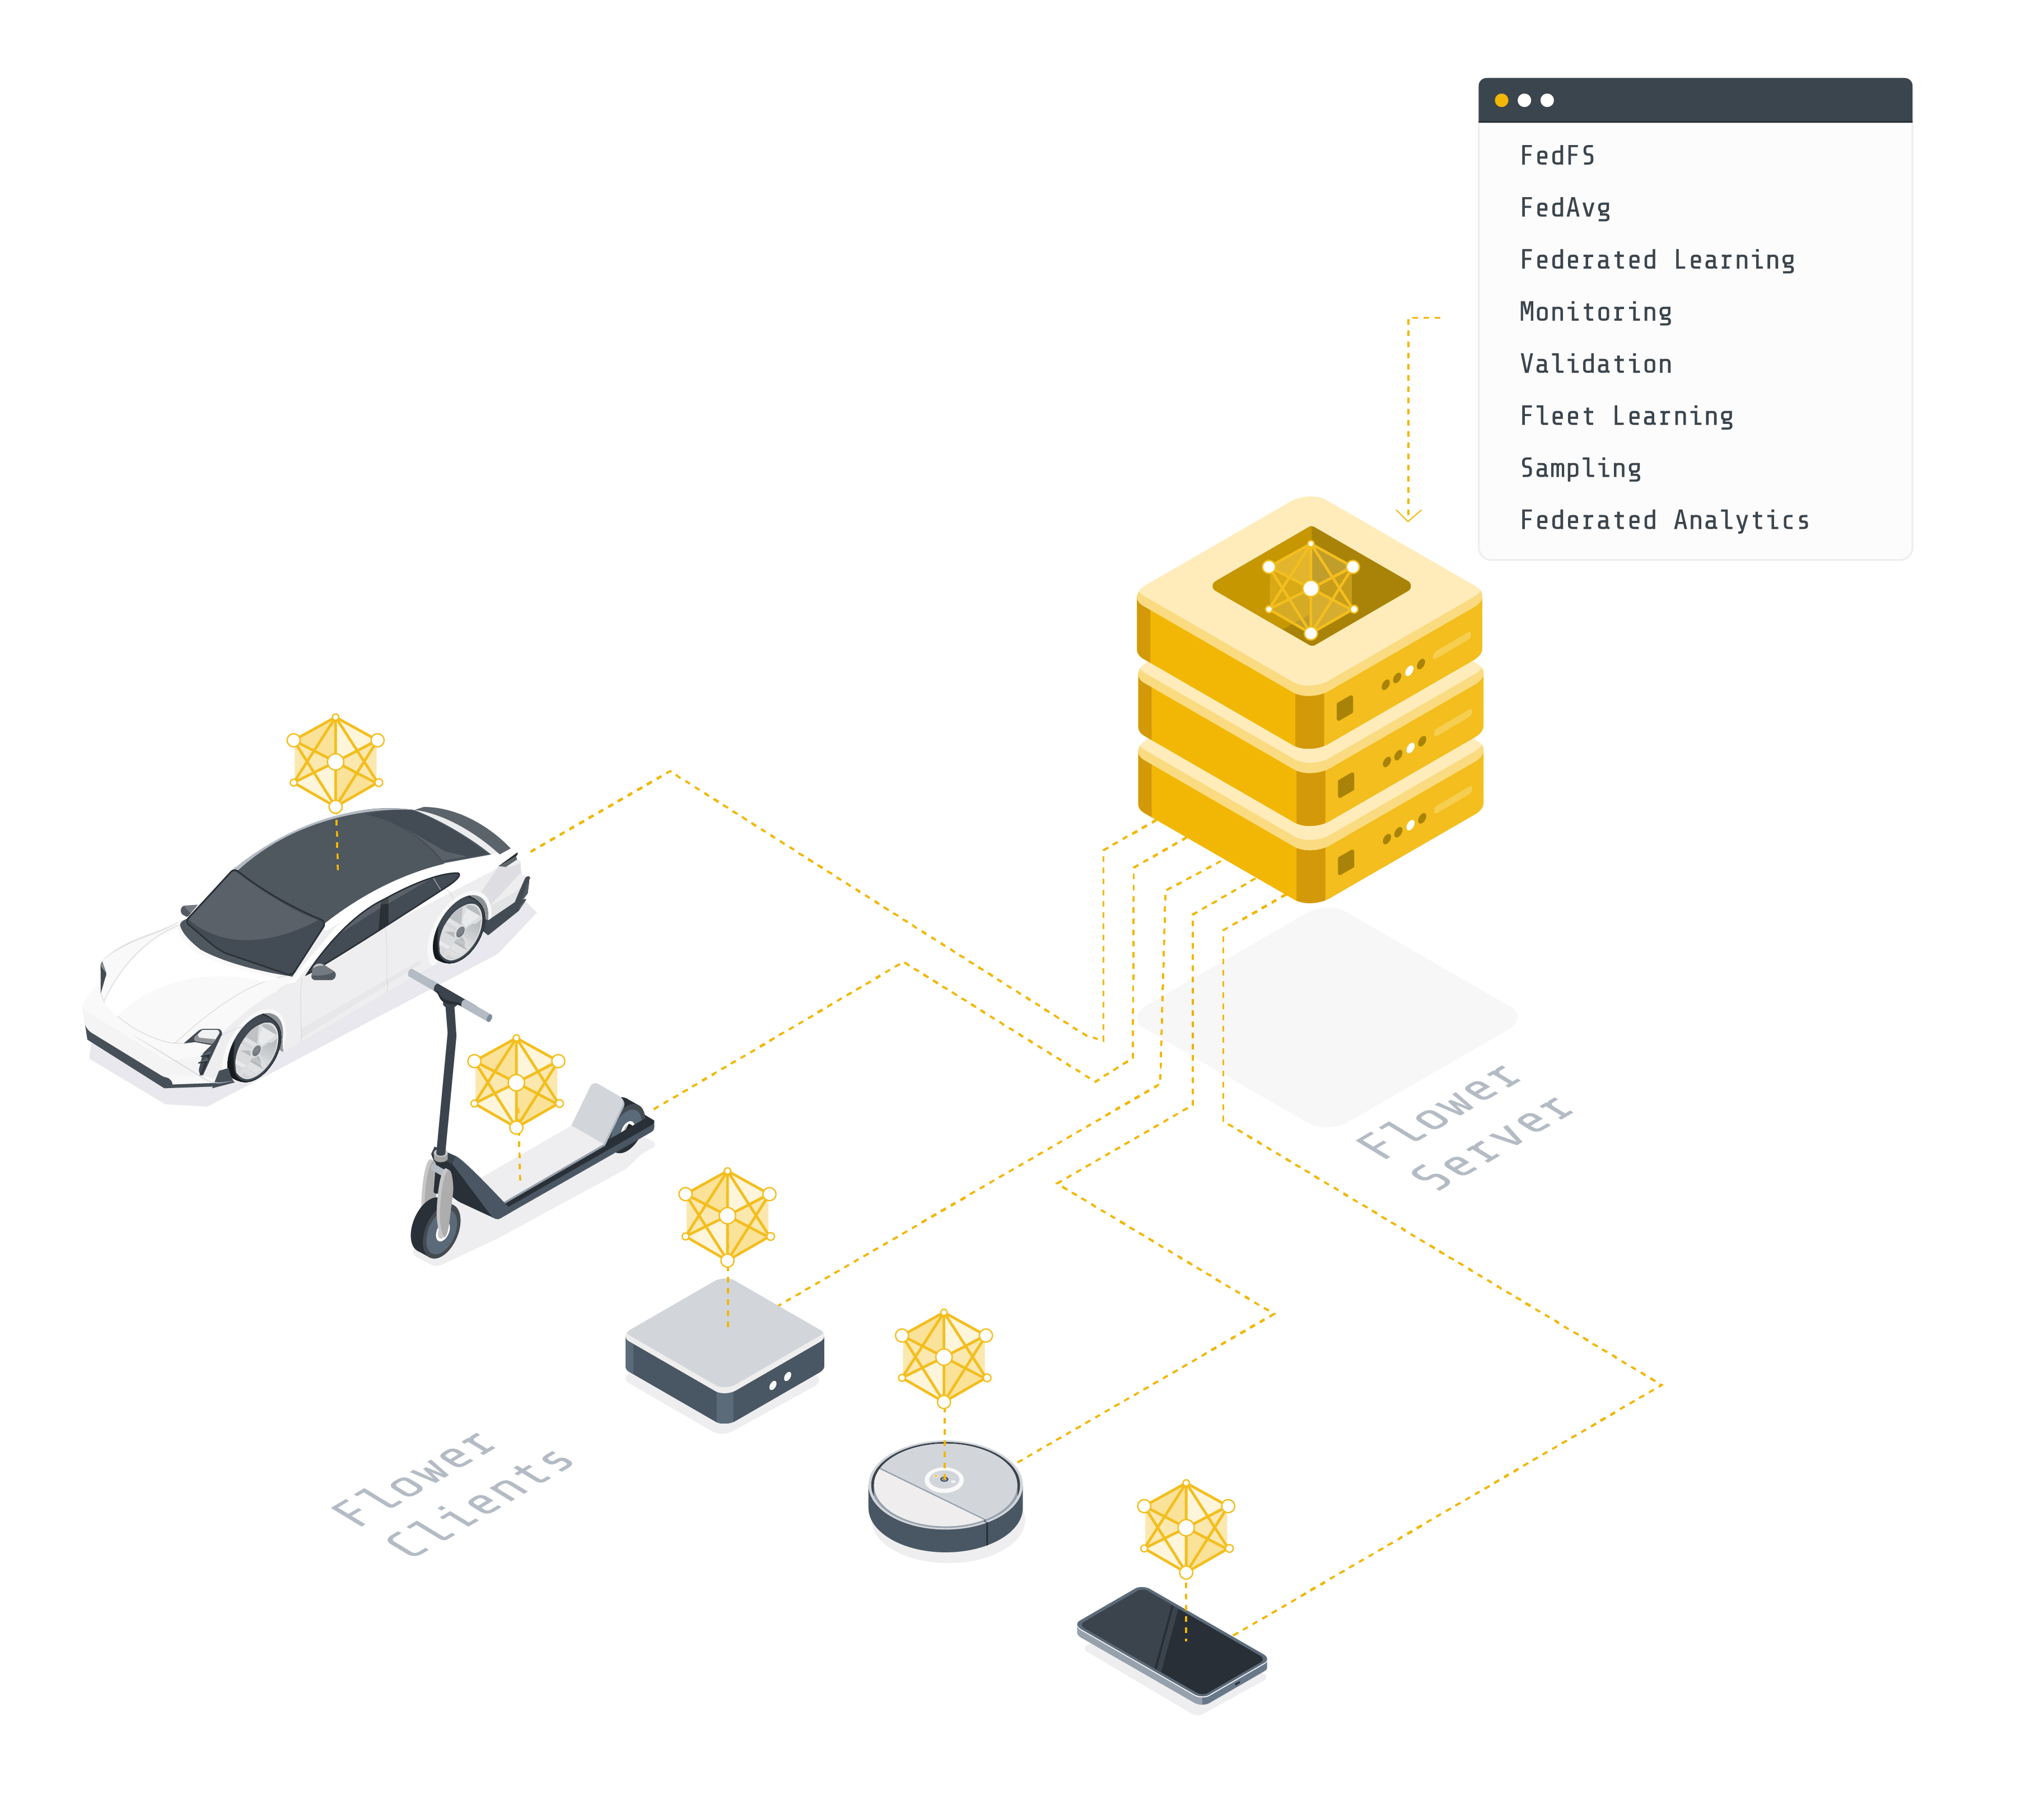 FedFS
FedAvg
Federated Learning
Monitoring
Validation
Fleet Learning
Sampling
Federated Analytics
Flower
Server
Flower
Clients